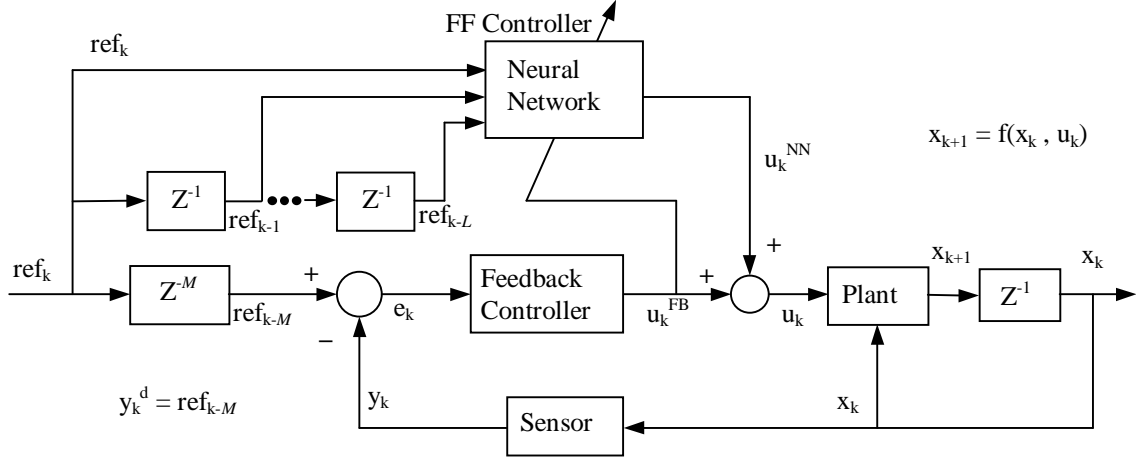 FF Controller
ref_k
Neural
Network
x_{k+1} = f(x_k , u_k)
u_k^{NN}
Z^{-1}
Z^{-1}
ref_{k-1}
ref_{k-L}
ref_k
Z^{-M}
+
Feedback
Controller
+
+
x_{k+1}
x_k
Plant
Z^{-1}
ref_{k-M}
e_k
u_k^{FB}
u_k
−
y_k^d = ref_{k-M}
y_k
Sensor
x_k